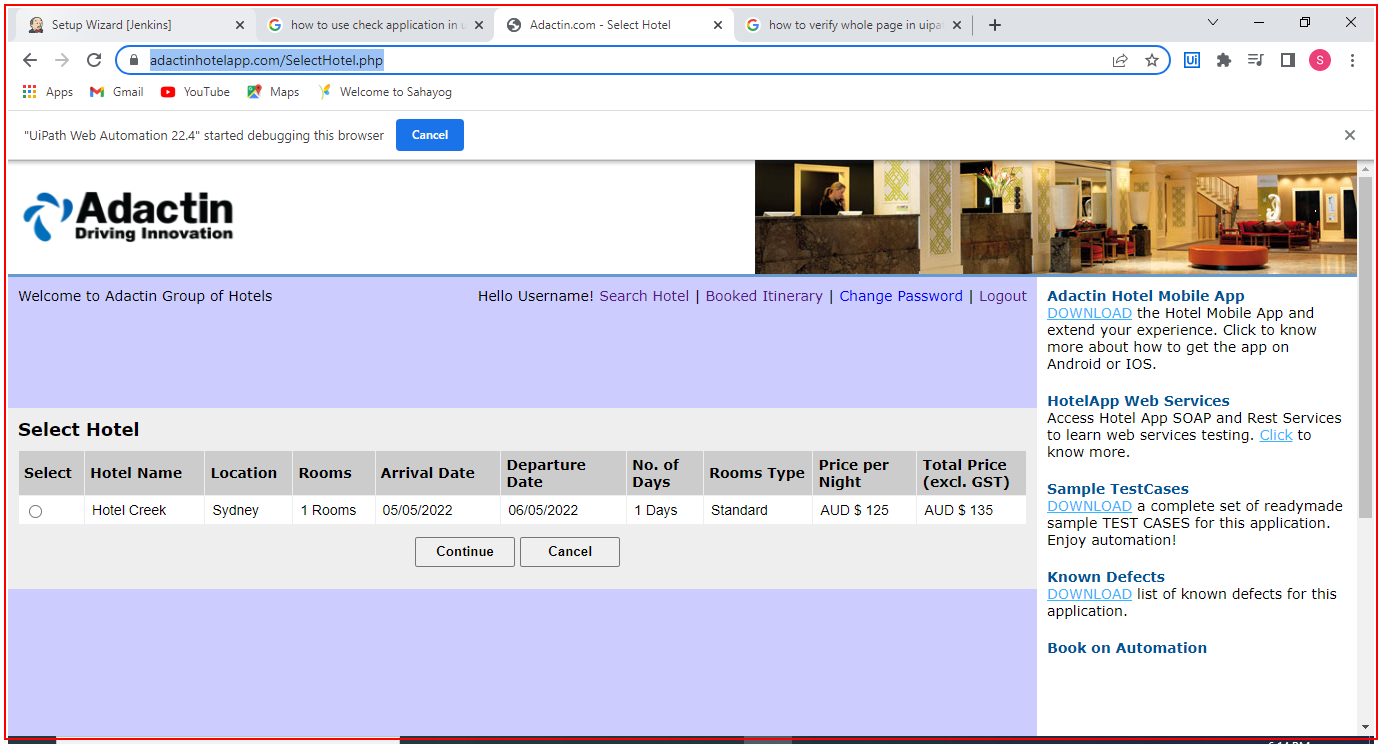 Setup Wizard [Jenkins]
how to use check application in u
Adactin.com - Select Hotel
how to verify whole page in uipa
adactinhotelapp.com/SelectHotel.php
Ui
S
Apps
Gmail
YouTube
Maps
Welcome to Sahayog
"UiPath Web Automation 22.4" started debugging this browser
Cancel
Adactin
Driving Innovation
Welcome to Adactin Group of Hotels
Hello Username! Search Hotel | Booked Itinerary | Change Password | Logout
Select Hotel
Select Hotel Name Location Rooms Arrival Date Departure Date No. of Days Rooms Type Price per Night Total Price (excl. GST)
Hotel Creek Sydney 1 Rooms 05/05/2022 06/05/2022 1 Days Standard AUD $ 125 AUD $ 135
Continue Cancel
Adactin Hotel Mobile App
DOWNLOAD the Hotel Mobile App and
extend your experience. Click to know
more about how to get the app on
Android or IOS.
HotelApp Web Services
Access Hotel App SOAP and Rest Services
to learn web services testing. Click to
know more.
Sample TestCases
DOWNLOAD a complete set of readymade
sample TEST CASES for this application.
Enjoy automation!
Known Defects
DOWNLOAD list of known defects for this
application.
Book on Automation